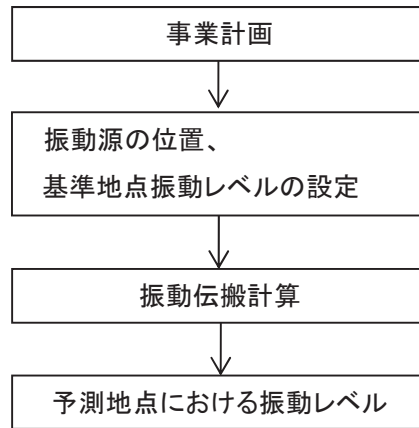 事業計画
振動源の位置、
基準地点振動レベルの設定
振動伝搬計算
予測地点における振動レベル